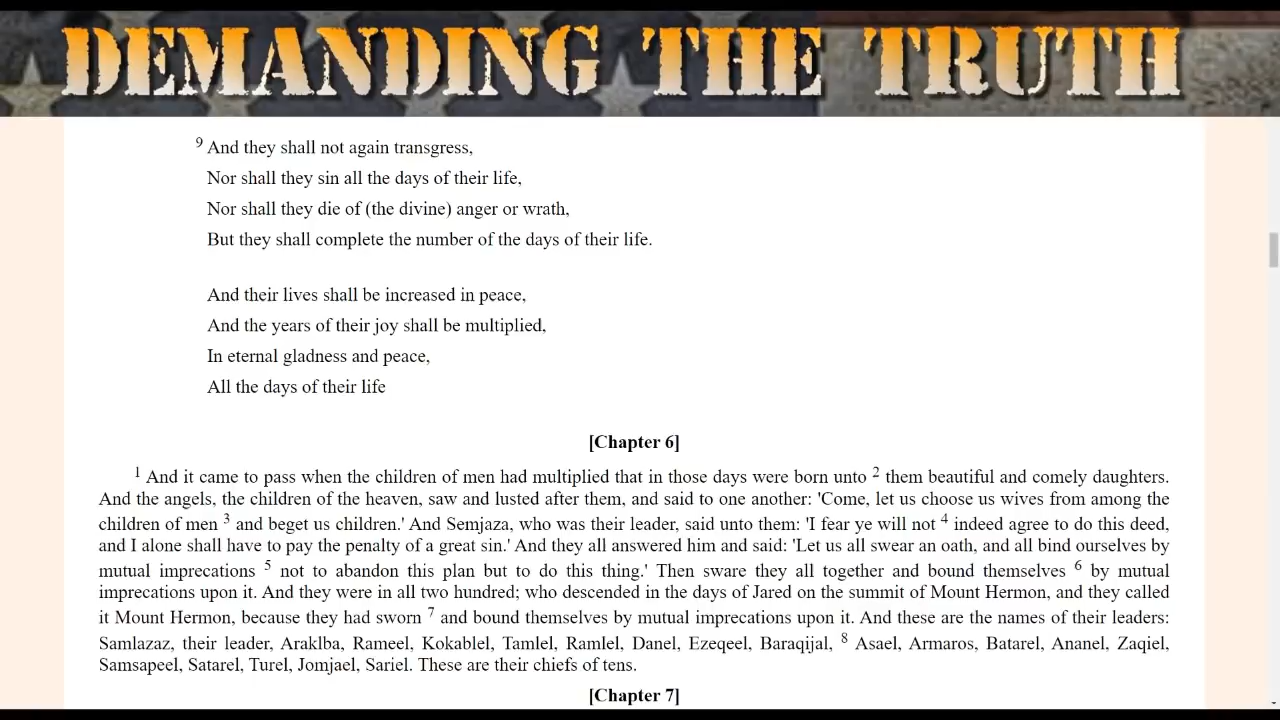 DEMANDING THE TRUTH
9 And they shall not again transgress,
Nor shall they sin all the days of their life,
Nor shall they die of (the divine) anger or wrath,
But they shall complete the number of the days of their life.
And their lives shall be increased in peace,
And the years of their joy shall be multiplied,
In eternal gladness and peace,
All the days of their life
[Chapter 6]
1 And it came to pass when the children of men had multiplied that in those days were born unto 2 them beautiful and comely daughters.
And the angels, the children of the heaven, saw and lusted after them, and said to one another: 'Come, let us choose us wives from among the
children of men 3 and beget us children.' And Semjaza, who was their leader, said unto them: 'I fear ye will not 4 indeed agree to do this deed,
and I alone shall have to pay the penalty of a great sin.' And they all answered him and said: 'Let us all swear an oath, and all bind ourselves by
mutual imprecations 5 not to abandon this plan but to do this thing.' Then sware they all together and bound themselves 6 by mutual
imprecations upon it. And they were in all two hundred; who descended in the days of Jared on the summit of Mount Hermon, and they called
it Mount Hermon, because they had sworn 7 and bound themselves by mutual imprecations upon it. And these are the names of their leaders:
Samlazaz, their leader, Araklba, Rameel, Kokablel, Tamlel, Ramlel, Danel, Ezeqeel, Baraqijal, 8 Asael, Armaros, Batarel, Ananel, Zaqiel,
Samsapeel, Satarel, Turel, Jomjael, Sariel. These are their chiefs of tens.
[Chapter 7]